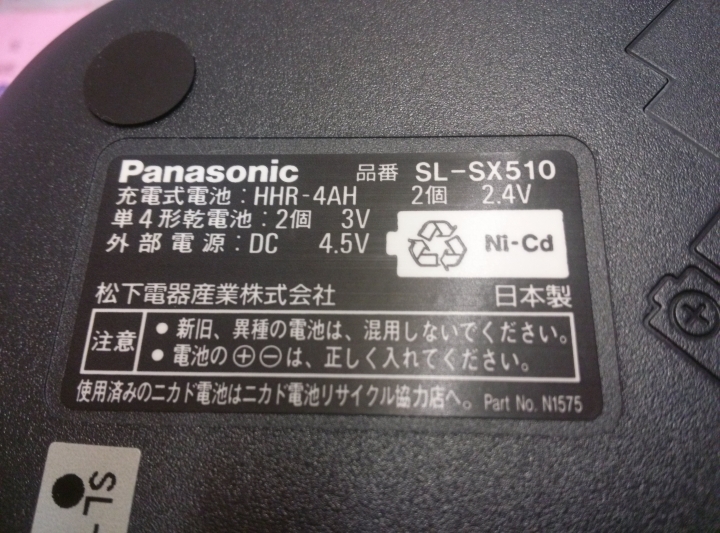 Panasonic 品番 SL-SX510
充電式電池：HHR-4AH 2個 2.4V
単4形乾電池：2個 3V
外部電源：DC 4.5V
Ni-Cd
松下電器産業株式会社 日本製
注意
●新旧、異種の電池は、混用しないでください。
●電池の⊕⊖は、正しく入れてください。
使用済みのニカド電池はニカド電池リサイクル協力店へ。 Part No. N1575
SL-